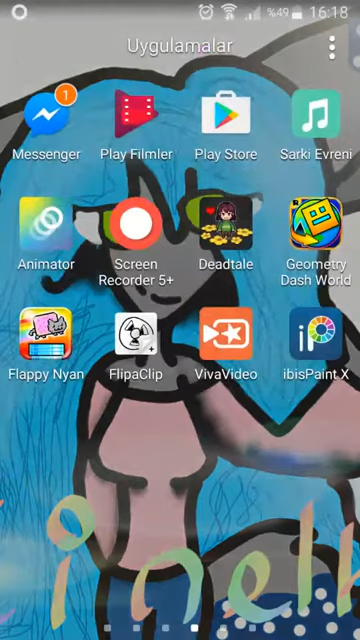 %49 16:18
Uygulamalar
1
Messenger Play Filmler Play Store Sarkı Evreni
Animator Screen Deadtale Geometry
Recorder 5+ Dash World
Flappy Nyan FlipaClip VivaVideo ibisPaint X